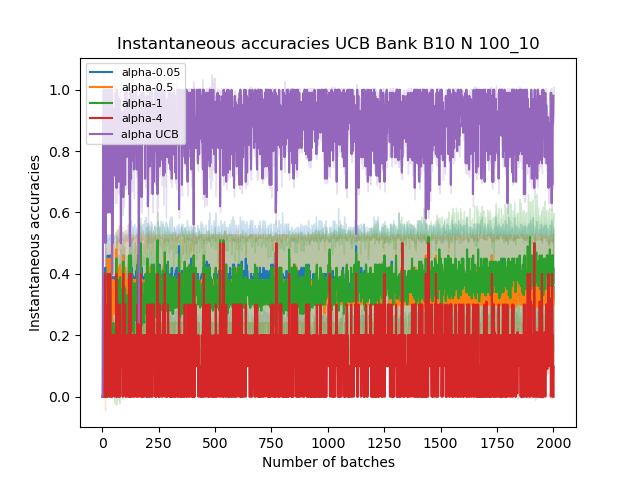 Instantaneous accuracies UCB Bank B10 N 100_10
alpha-0.05
alpha-0.5
alpha-1
alpha-4
alpha UCB
Instantaneous accuracies
1.0
0.8
0.6
0.4
0.2
0.0
0 250 500 750 1000 1250 1500 1750 2000
Number of batches